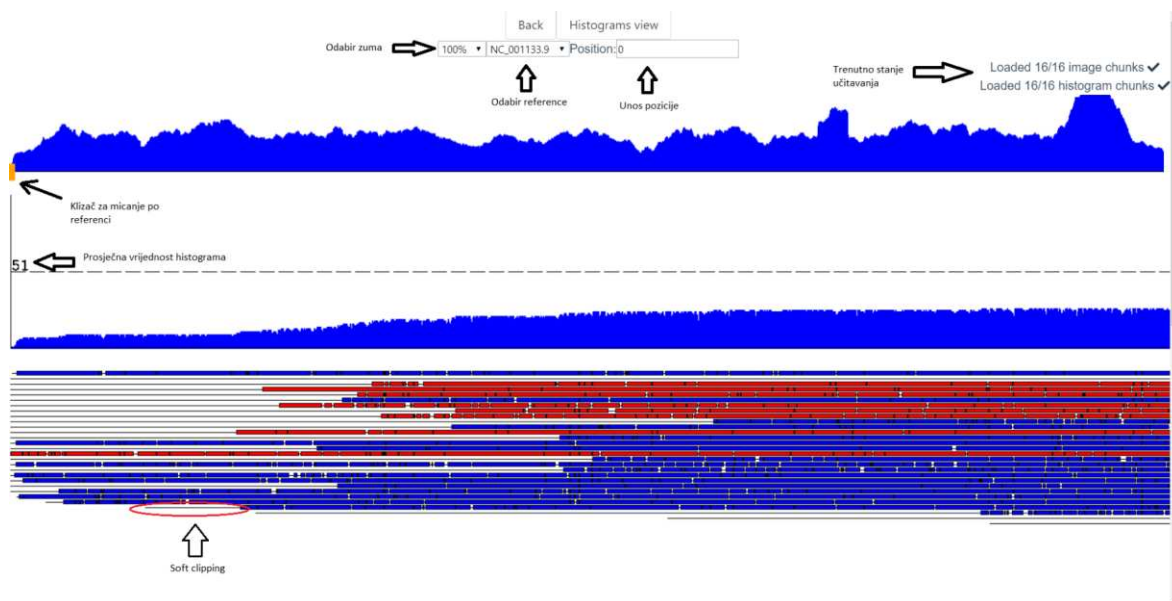 Back Histograms view
Odabir zuma 100% NC_001133.9 Position: 0
Trenutno stanje
učitavanja
Loaded 16/16 image chunks ✔
Loaded 16/16 histogram chunks ✔
Odabir reference
Unos pozicije
Klizač za micanje po
referenci
51
Prosječna vrijednost histograma
Soft clipping